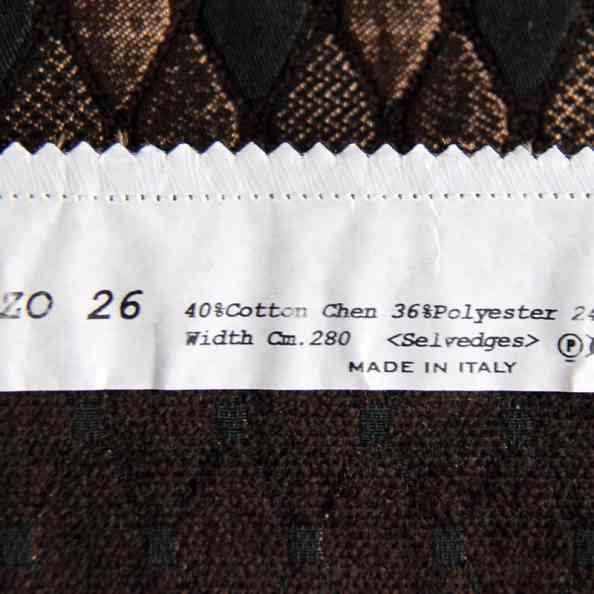 ZO 26
40%Cotton Chen 36%Polyester 24
Width Cm.280 <Selvedges> Ⓟ
MADE IN ITALY